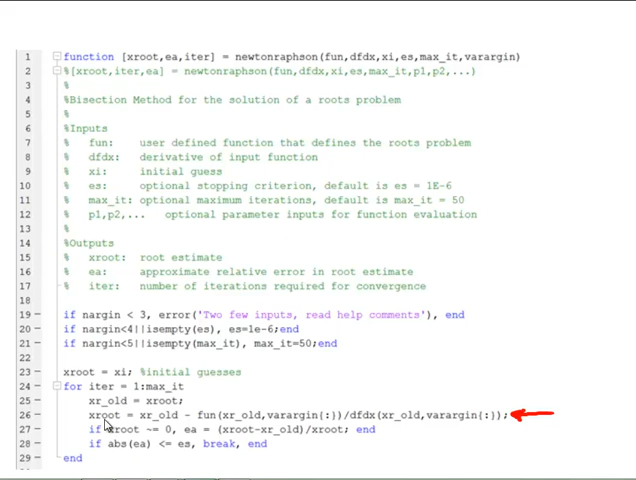 1 function [xroot,ea,iter] = newtonraphson(fun,dfdx,xi,es,max_it,varargin)
2 %[xroot,iter,ea] = newtonraphson(fun,dfdx,xi,es,max_it,p1,p2,...)
3 %
4 %Bisection Method for the solution of a roots problem
5 %
6 %Inputs
7 % fun: user defined function that defines the roots problem
8 % dfdx: derivative of input function
9 % xi: initial guess
10 % es: optional stopping criterion, default is es = 1E-6
11 % max_it: optional maximum iterations, default is max_it = 50
12 % p1,p2,... optional parameter inputs for function evaluation
13 %
14 %Outputs
15 % xroot: root estimate
16 % ea: approximate relative error in root estimate
17 % iter: number of iterations required for convergence
18
19 if nargin < 3, error('Two few inputs, read help comments'), end
20 if nargin<4||isempty(es), es=1e-6;end
21 if nargin<5||isempty(max_it), max_it=50;end
22
23 xroot = xi; %initial guesses
24 for iter = 1:max_it
25 xr_old = xroot;
26 xroot = xr_old - fun(xr_old,varargin{:})/dfdx(xr_old,varargin{:});
27 if xroot ~= 0, ea = (xroot-xr_old)/xroot; end
28 if abs(ea) <= es, break, end
29 end